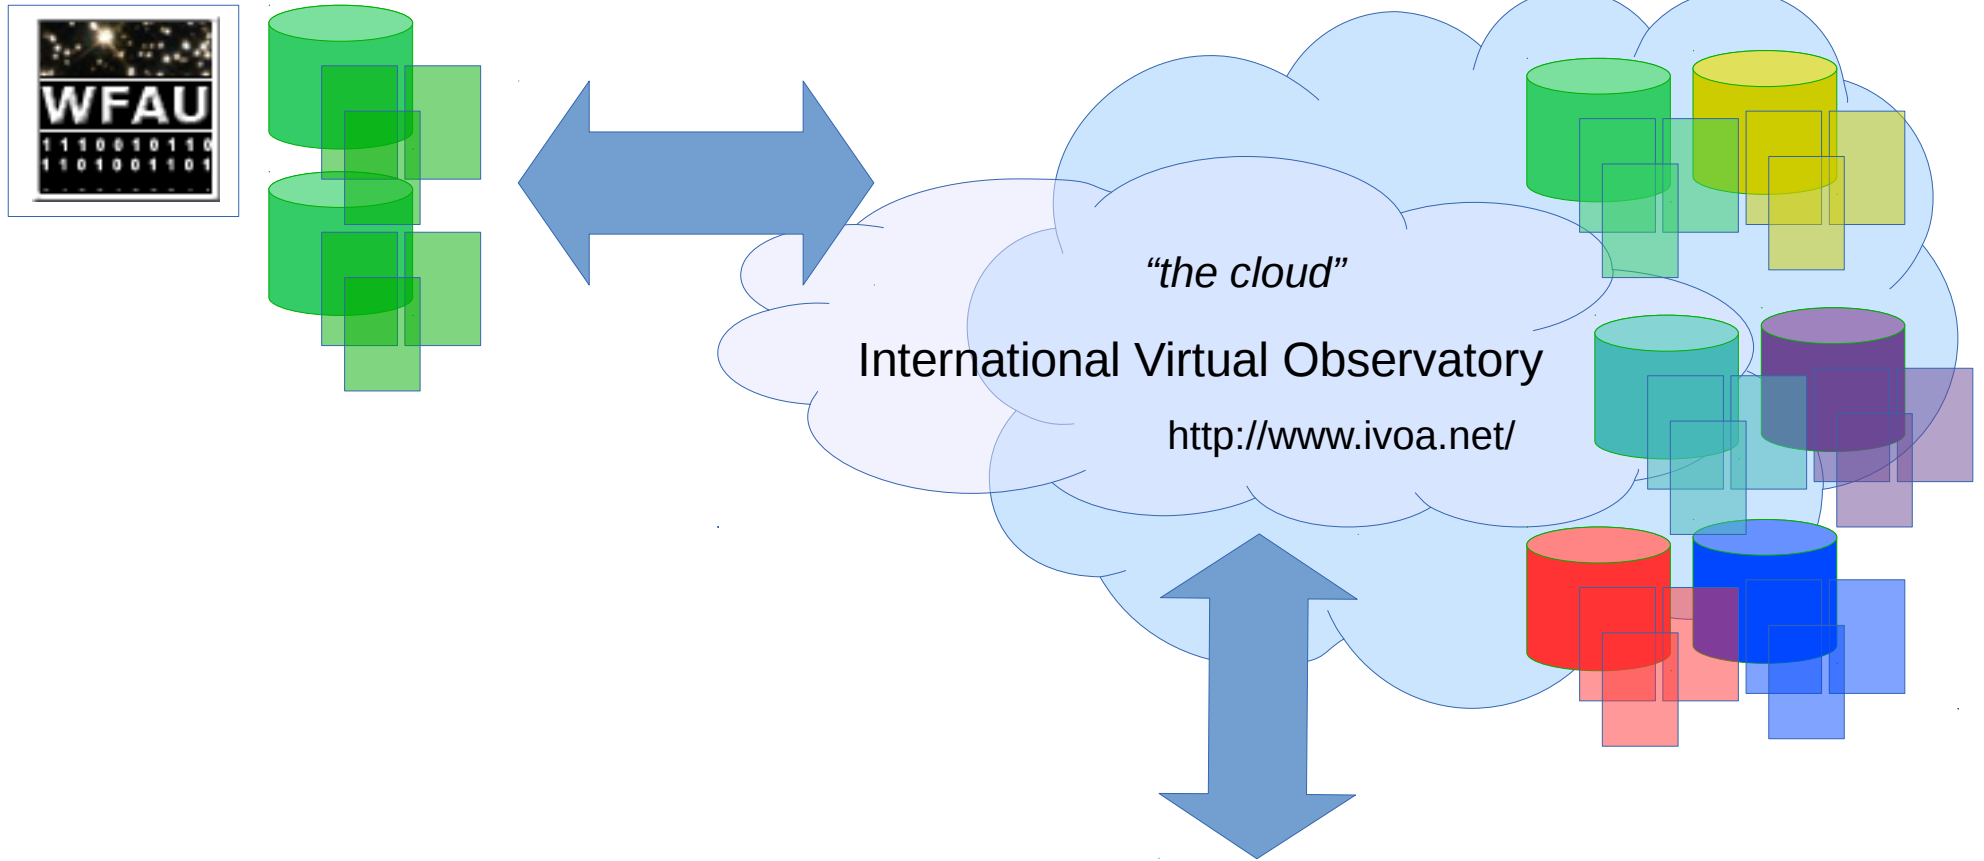 WFAU
1110010110
1101001101
“the cloud”
International Virtual Observatory
http://www.ivoa.net/